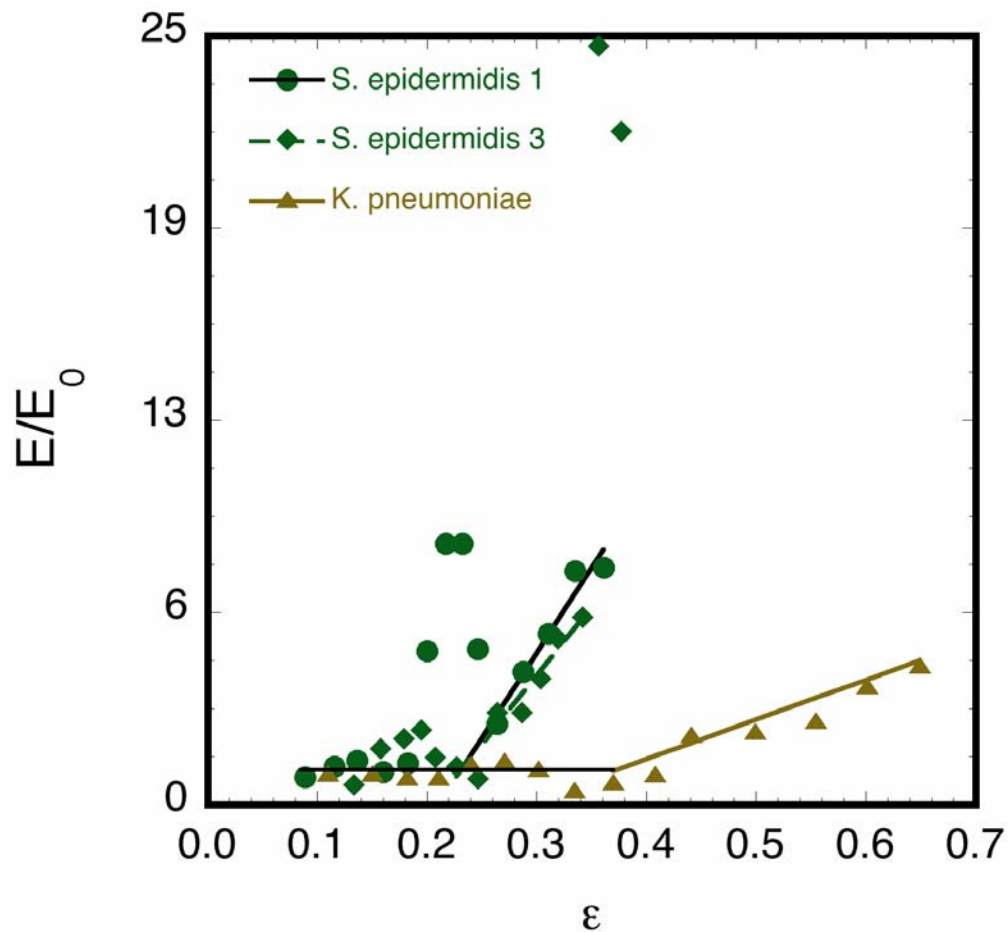 25
S. epidermidis 1
S. epidermidis 3
K. pneumoniae
19
E/E0
13
6
0
0.0 0.1 0.2 0.3 0.4 0.5 0.6 0.7
ε